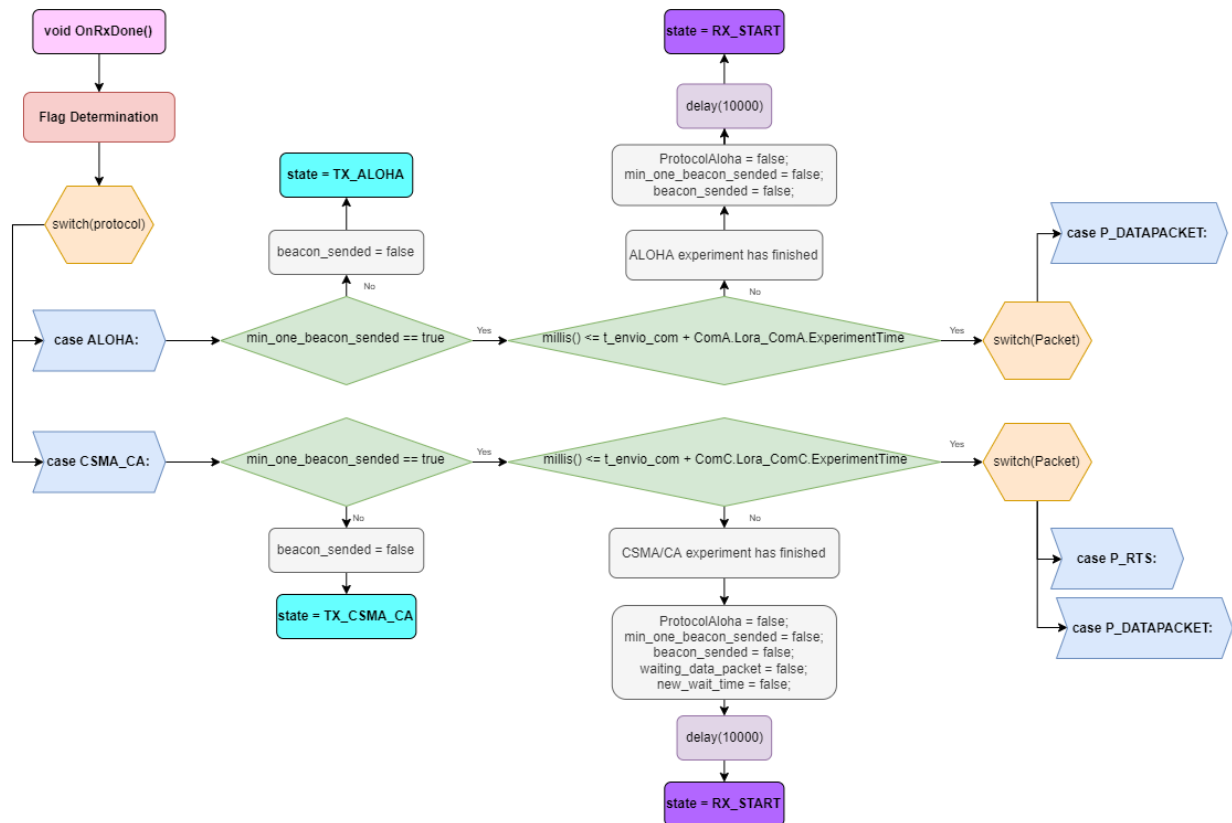 void OnRxDone()
Flag Determination
switch(protocol)
state = RX_START
delay(10000)
ProtocolAloha = false;
min_one_beacon_sended = false;
beacon_sended = false;
ALOHA experiment has finished
No
state = TX_ALOHA
beacon_sended = false
No
case ALOHA:
min_one_beacon_sended == true
Yes
millis() <= t_envio_com + ComA.Lora_ComA.ExperimentTime
Yes
switch(Packet)
case P_DATAPACKET:
case CSMA_CA:
min_one_beacon_sended == true
Yes
millis() <= t_envio_com + ComC.Lora_ComC.ExperimentTime
Yes
switch(Packet)
No
beacon_sended = false
state = TX_CSMA_CA
No
CSMA/CA experiment has finished
ProtocolAloha = false;
min_one_beacon_sended = false;
beacon_sended = false;
waiting_data_packet = false;
new_wait_time = false;
delay(10000)
state = RX_START
case P_RTS:
case P_DATAPACKET: